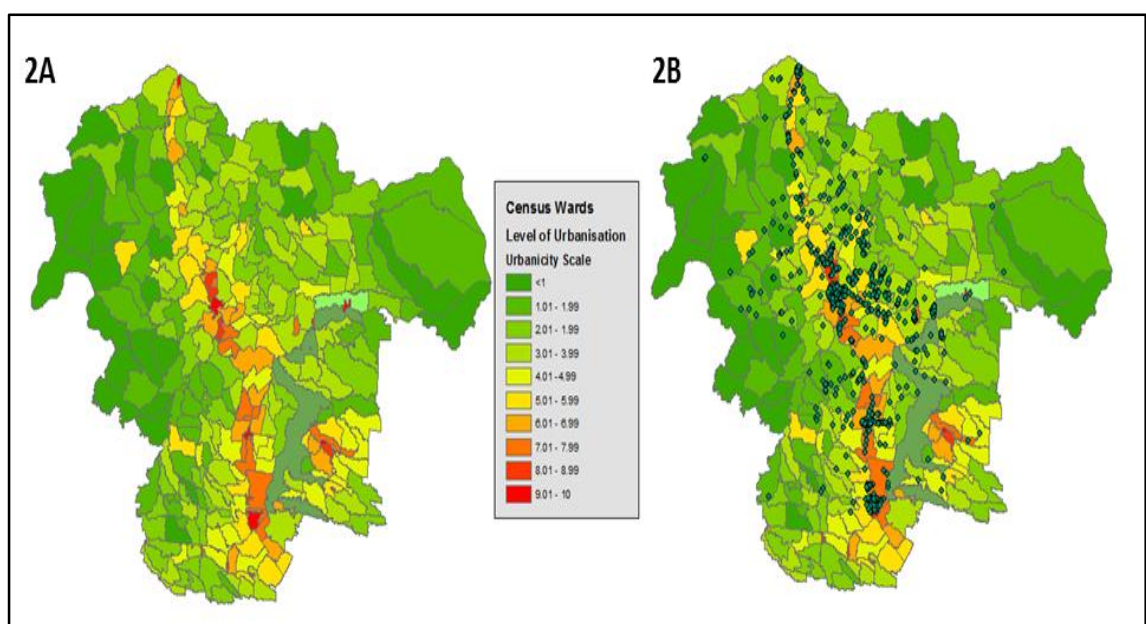 2A
2B
Census Wards
Level of Urbanisation
Urbanicity Scale
<1
1.01 - 1.99
2.01 - 1.99
3.01 - 3.99
4.01 - 4.99
5.01 - 5.99
6.01 - 6.99
7.01 - 7.99
8.01 - 8.99
9.01 - 10